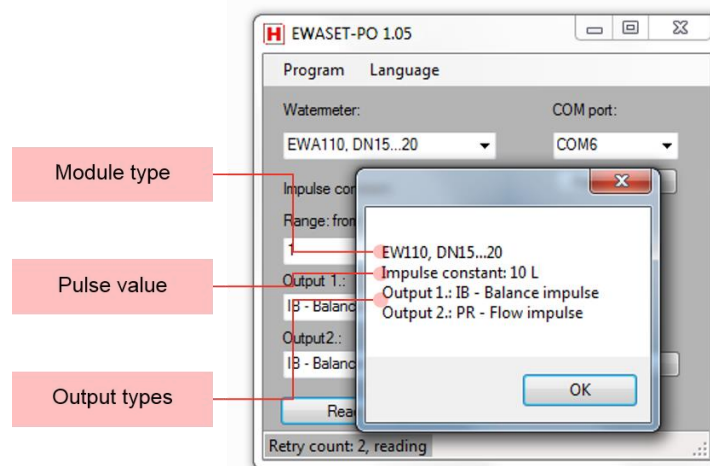 H EWASET-PO 1.05
Program Language
Watermeter: COM port:
EWA110, DN15...20 COM6
Module type
Impulse con
Range: from
1
EW110, DN15...20
Impulse constant: 10 L
Output 1.: IB - Balance impulse
Output 2.: PR - Flow impulse
Pulse value
Output 1.:
IB - Balanc
Output2.:
IB - Balanc
Output types
OK
Rea
Retry count: 2, reading